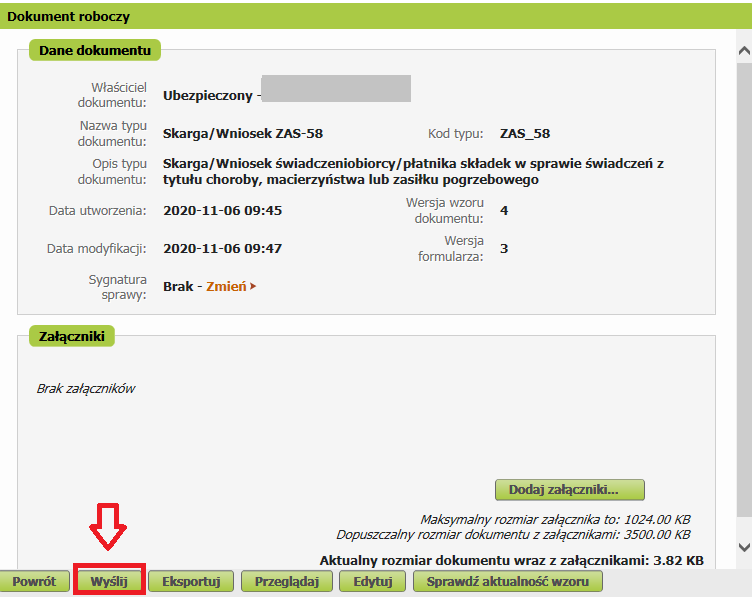 Dokument roboczy
Dane dokumentu
Właściciel
dokumentu:
Ubezpieczony -
Nazwa typu
dokumentu:
Skarga/Wniosek ZAS-58
Kod typu:
ZAS_58
Opis typu
dokumentu:
Skarga/Wniosek świadczeniobiorcy/płatnika składek w sprawie świadczeń z
tytułu choroby, macierzyństwa lub zasiłku pogrzebowego
Data utworzenia:
2020-11-06 09:45
Wersja wzoru
dokumentu:
4
Data modyfikacji:
2020-11-06 09:47
Wersja
formularza:
3
Sygnatura
sprawy:
Brak - Zmień
Załączniki
Brak załączników
Dodaj załączniki...
Maksymalny rozmiar załącznika to: 1024.00 KB
Dopuszczalny rozmiar dokumentu z załącznikami: 3500.00 KB
Aktualny rozmiar dokumentu wraz z załącznikami: 3.82 KB
Powrót Wyślij Eksportuj Przeglądaj Edytuj Sprawdź aktualność wzoru